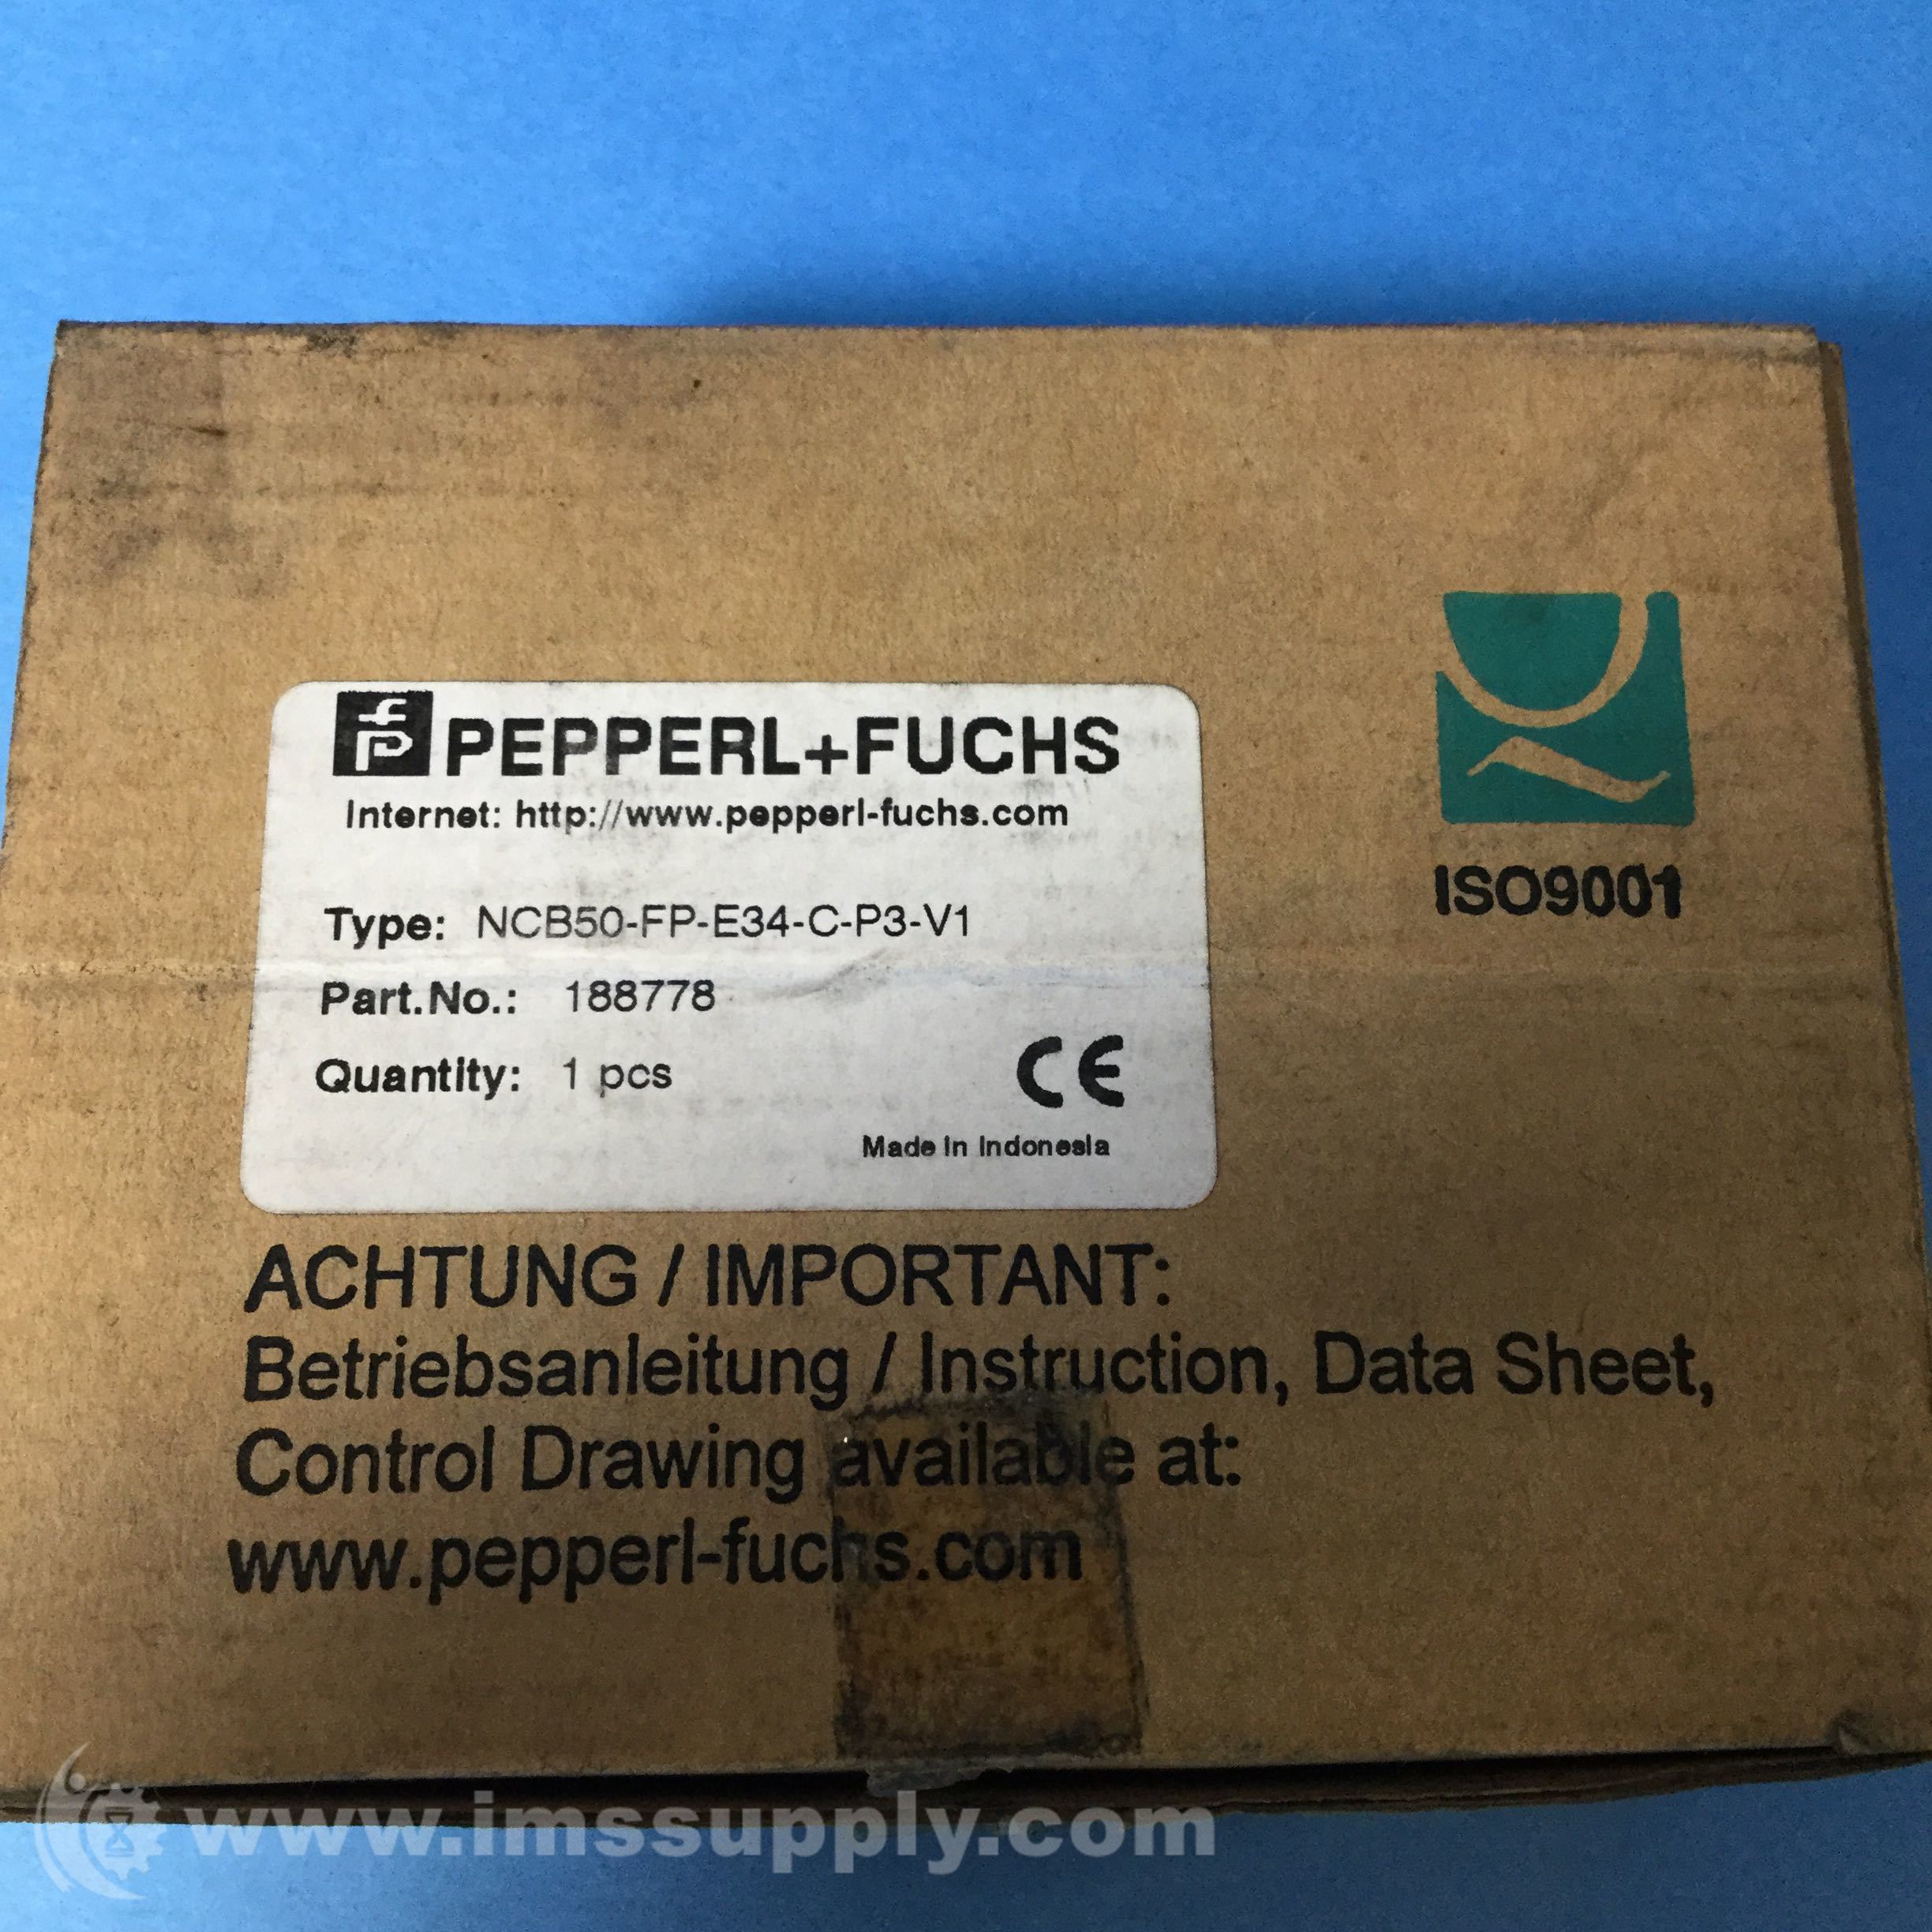 PEPPERL+FUCHS
Internet: http://www.pepperl-fuchs.com
Type: NCB50-FP-E34-C-P3-V1
Part.No.: 188778
Quantity: 1 pcs
CE
Made in Indonesia
ISO9001
ACHTUNG / IMPORTANT:
Betriebsanleitung / Instruction, Data Sheet,
Control Drawing available at:
www.pepperl-fuchs.com
www.imssupply.com